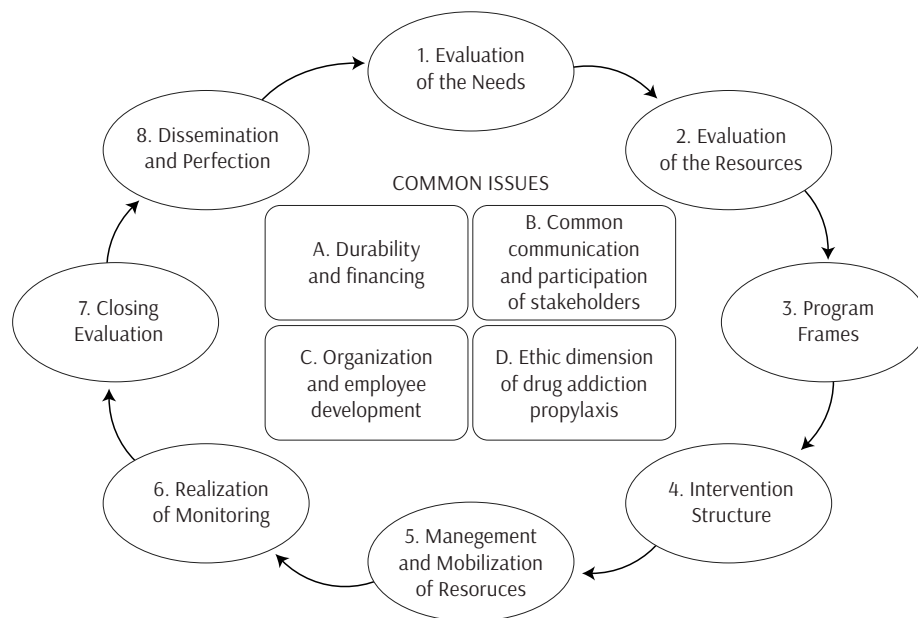 1. Evaluation
of the Needs
2. Evaluation
of the Resources
3. Program
Frames
4. Intervention
Structure
5. Manegement
and Mobilization
of Resoruces
6. Realization
of Monitoring
7. Closing
Evaluation
8. Dissemination
and Perfection
COMMON ISSUES
A. Durability
and financing
B. Common
communication
and participation
of stakeholders
C. Organization
and employee
development
D. Ethic dimension
of drug addiction
propylaxis